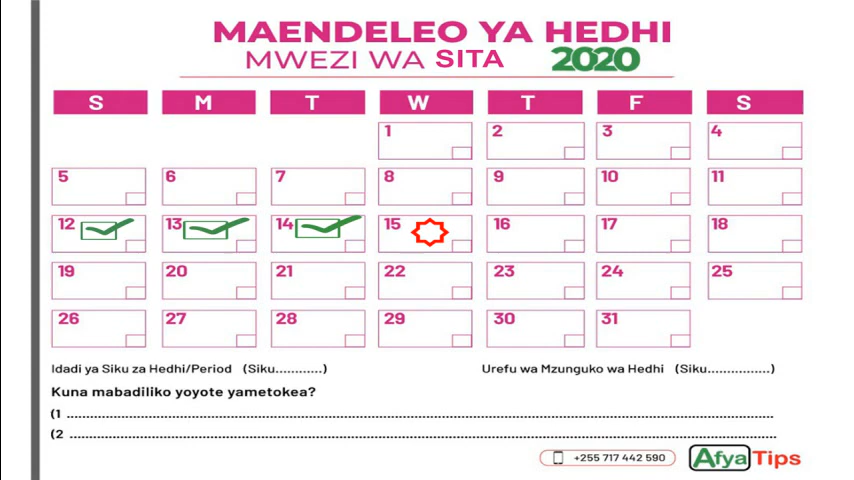 MAENDELEO YA HEDHI
MWEZI WA SITA 2020
S M T W T F S
1 2 3 4
5 6 7 8 9 10 11
12 13 14 15 16 17 18
19 20 21 22 23 24 25
26 27 28 29 30 31
Idadi ya Siku za Hedhi/Period (Siku............) Urefu wa Mzunguko wa Hedhi (Siku................)
Kuna mabadiliko yoyote yametokea?
(1 ................................................................................
(2 ................................................................................
+255 717 442 590 AfyaTips